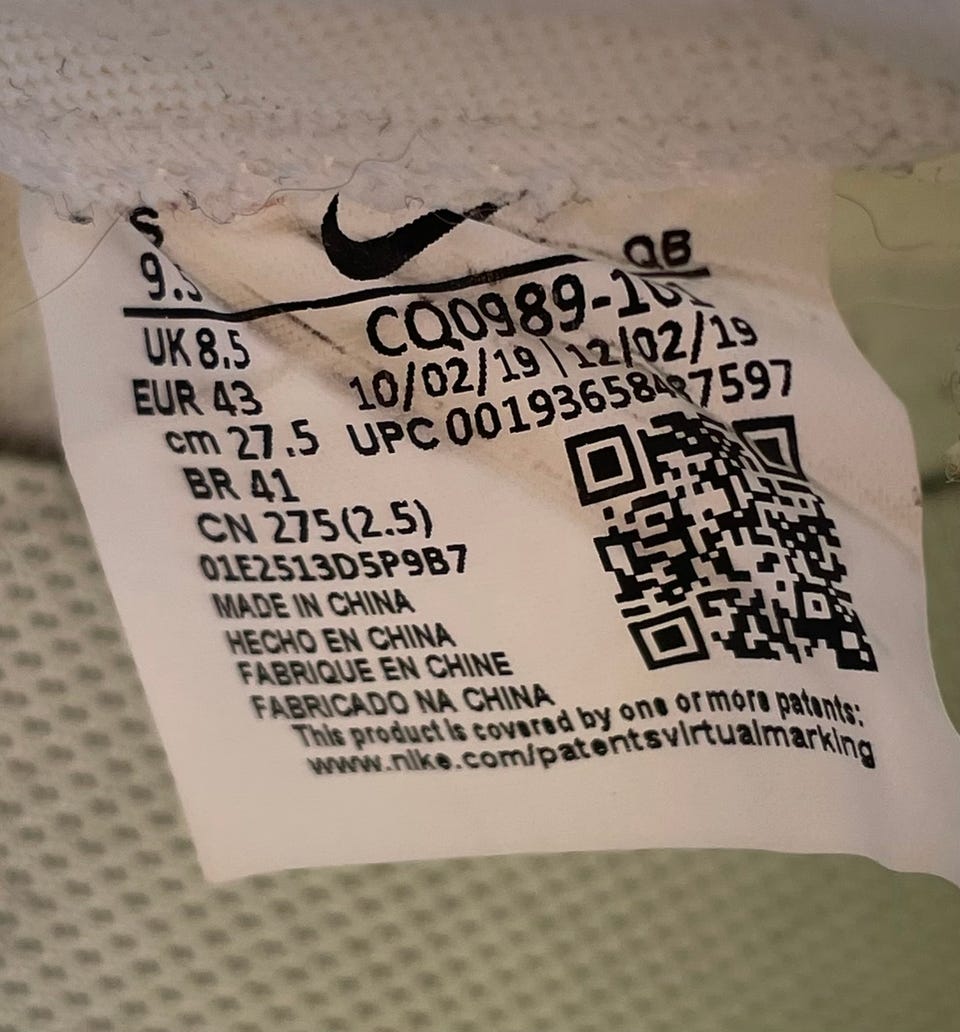 S
9.5
UK 8.5
EUR 43
cm 27.5
BR 41
CN 275(2.5)
01E2513D5P9B7
MADE IN CHINA
HECHO EN CHINA
FABRIQUE EN CHINE
FABRICADO NA CHINA
QB
CQ0989-101
10/02/19 | 12/02/19
UPC 00193658487597
This product is covered by one or more patents:
www.nike.com/patentsvirtualmarking